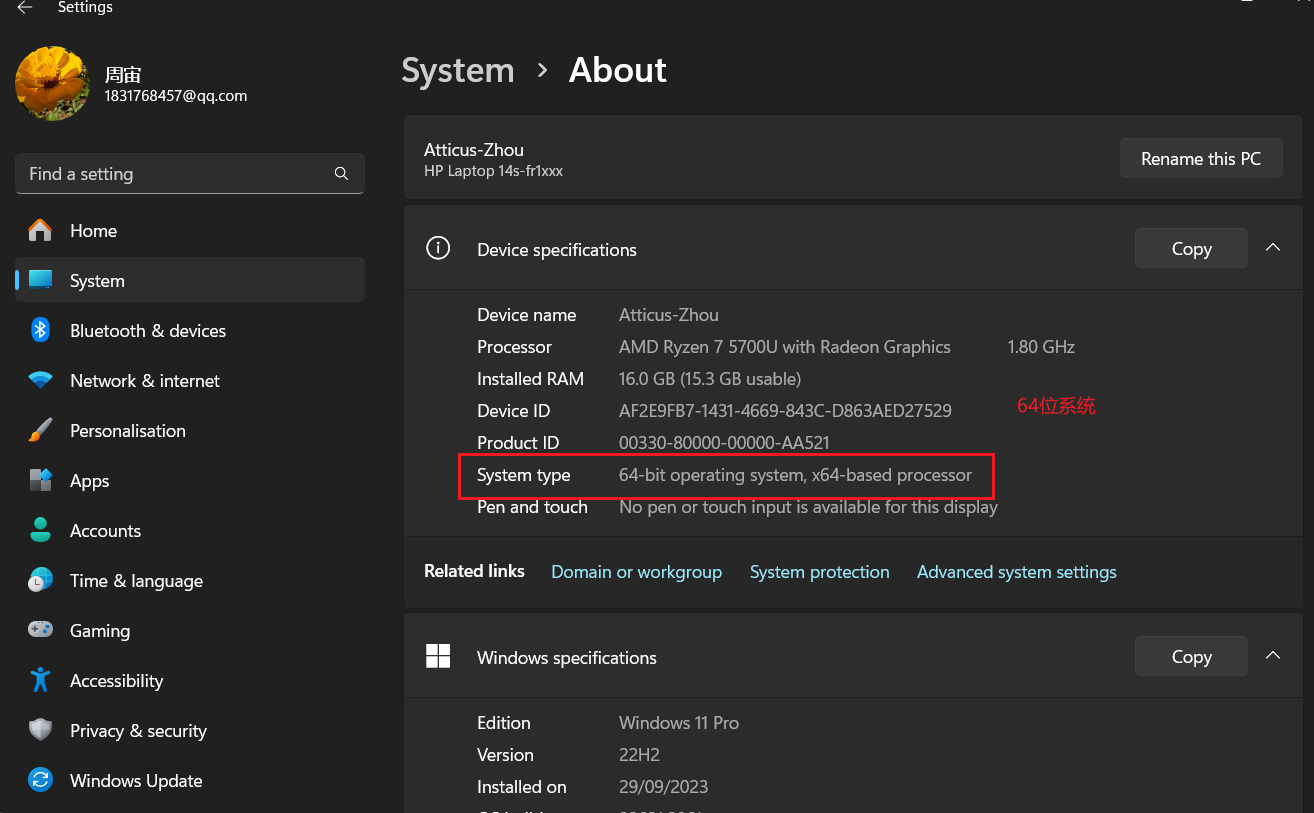 Settings
周宙
1831768457@qq.com
Find a setting
Home
System
Bluetooth & devices
Network & internet
Personalisation
Apps
Accounts
Time & language
Gaming
Accessibility
Privacy & security
Windows Update
System > About
Atticus-Zhou
HP Laptop 14s-fr1xxx
Rename this PC
Device specifications
Copy
Device name Atticus-Zhou
Processor AMD Ryzen 7 5700U with Radeon Graphics 1.80 GHz
Installed RAM 16.0 GB (15.3 GB usable)
Device ID AF2E9FB7-1431-4669-843C-D863AED27529
64位系统
Product ID 00330-80000-00000-AA521
System type 64-bit operating system, x64-based processor
Pen and touch No pen or touch input is available for this display
Related links Domain or workgroup System protection Advanced system settings
Windows specifications
Copy
Edition Windows 11 Pro
Version 22H2
Installed on 29/09/2023